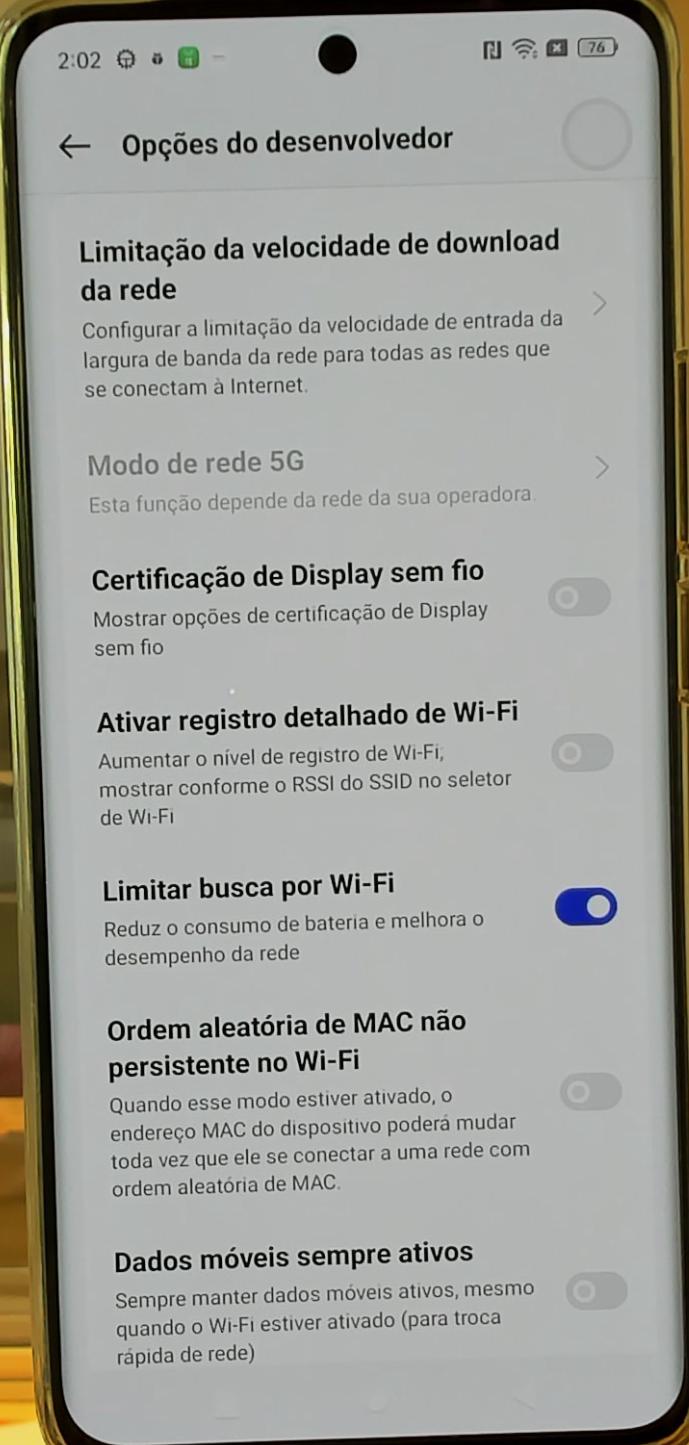 2:02
76
Opções do desenvolvedor
Limitação da velocidade de download
da rede
Configurar a limitação da velocidade de entrada da
largura de banda da rede para todas as redes que
se conectam à Internet.
Modo de rede 5G
Esta função depende da rede da sua operadora.
Certificação de Display sem fio
Mostrar opções de certificação de Display
sem fio
Ativar registro detalhado de Wi-Fi
Aumentar o nível de registro de Wi-Fi,
mostrar conforme o RSSI do SSID no seletor
de Wi-Fi
Limitar busca por Wi-Fi
Reduz o consumo de bateria e melhora o
desempenho da rede
Ordem aleatória de MAC não
persistente no Wi-Fi
Quando esse modo estiver ativado, o
endereço MAC do dispositivo poderá mudar
toda vez que ele se conectar a uma rede com
ordem aleatória de MAC.
Dados móveis sempre ativos
Sempre manter dados móveis ativos, mesmo
quando o Wi-Fi estiver ativado (para troca
rápida de rede)